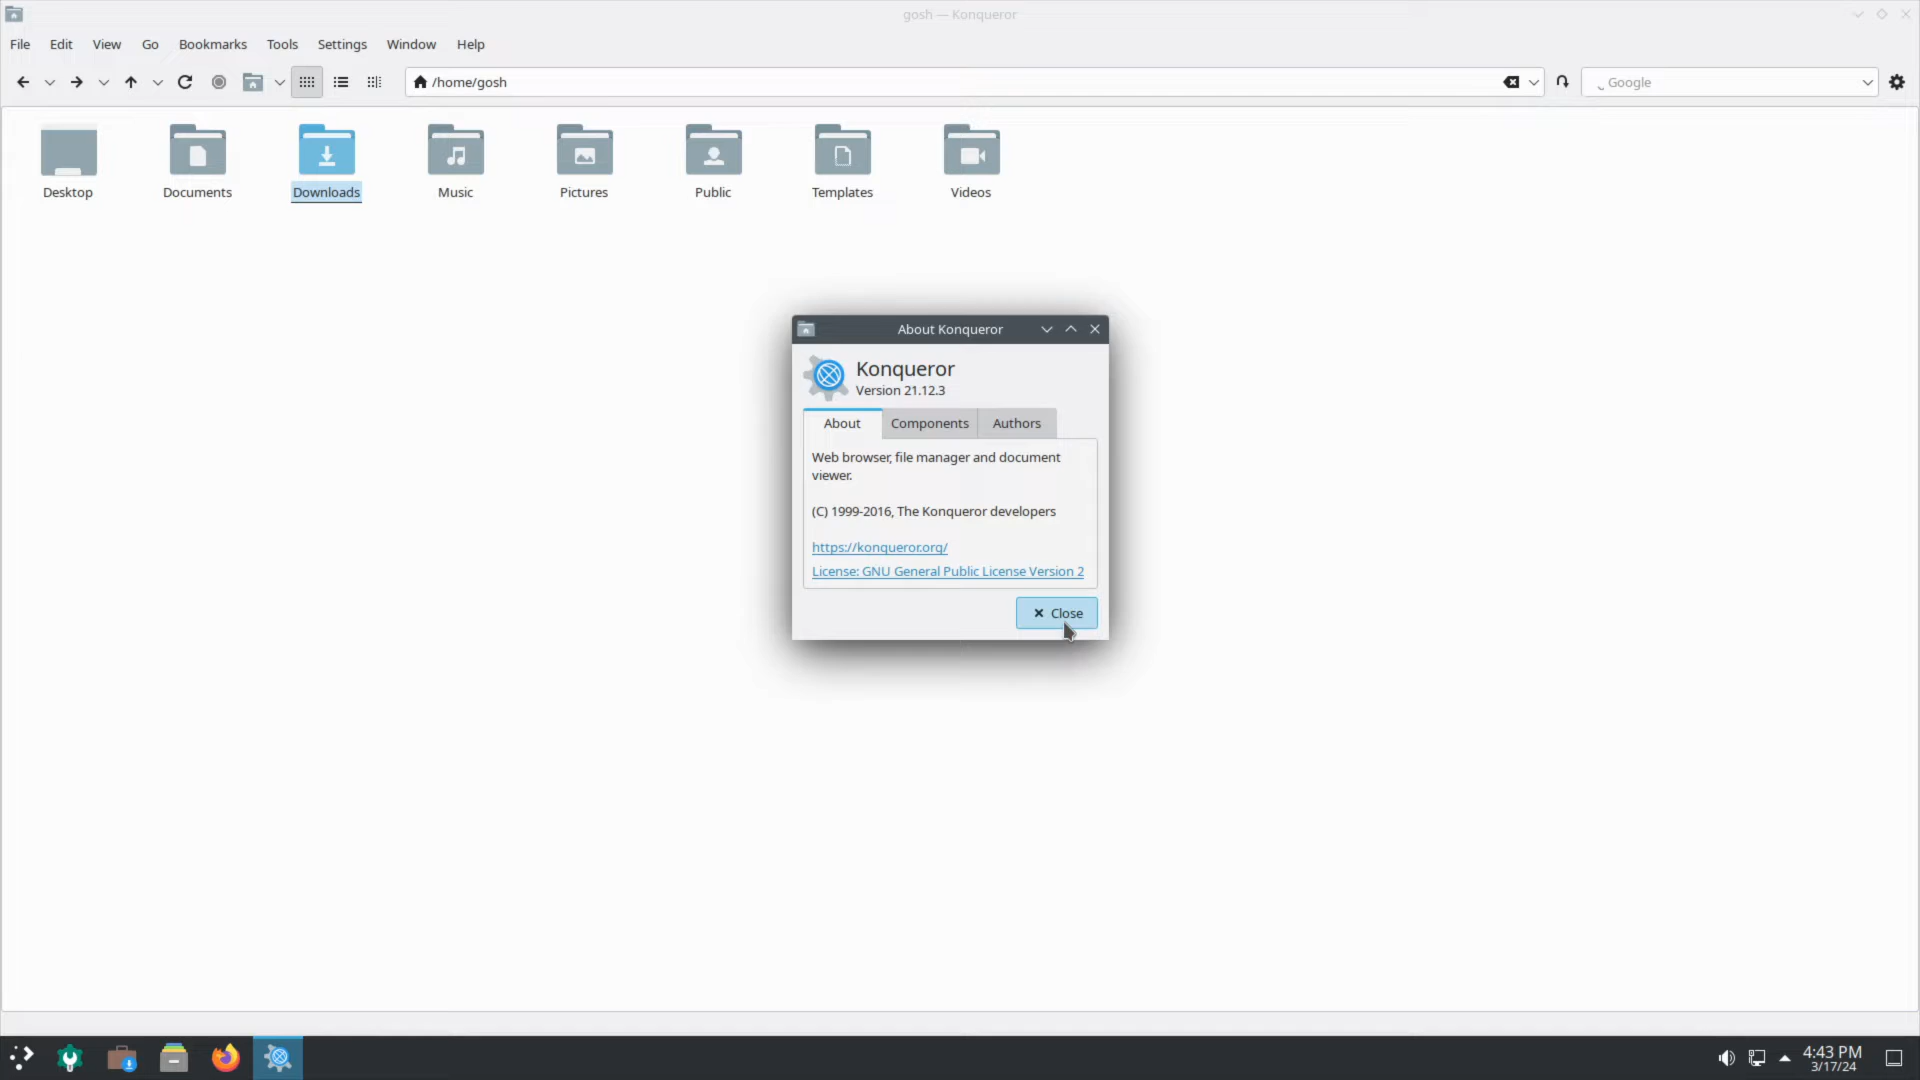 gosh — Konqueror
File Edit View Go Bookmarks Tools Settings Window Help
/home/gosh
Google
Desktop Documents Downloads Music Pictures Public Templates Videos
About Konqueror
Konqueror
Version 21.12.3
About Components Authors
Web browser, file manager and document
viewer.
(C) 1999-2016, The Konqueror developers
https://konqueror.org/
License: GNU General Public License Version 2
Close
4:43 PM
3/17/24